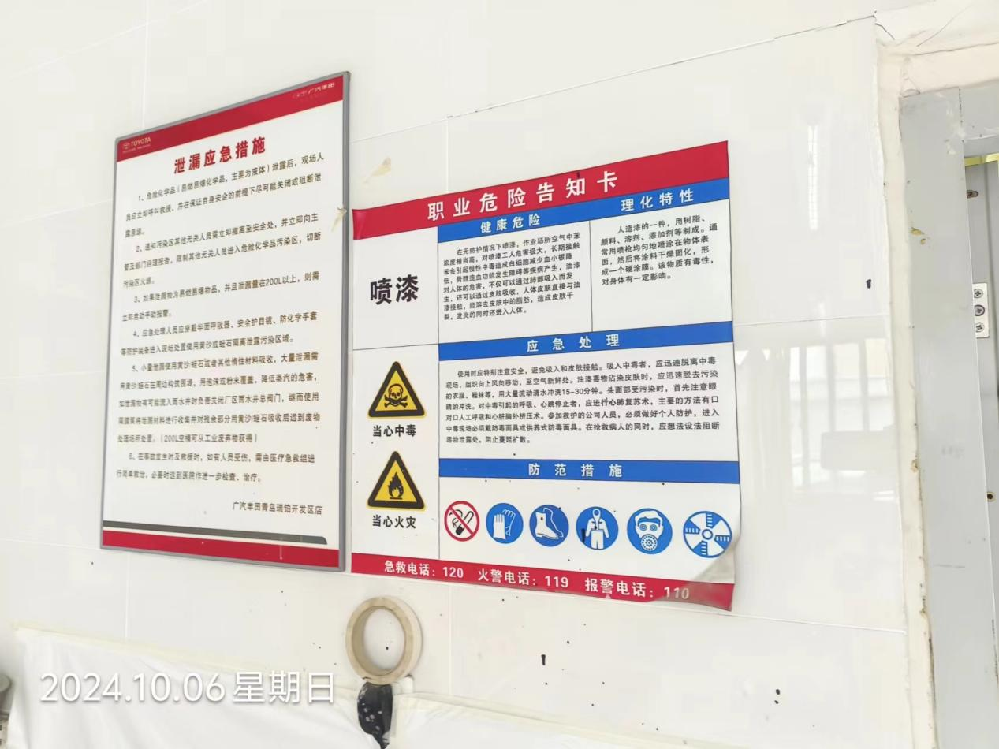 广汽丰田
TOYOTA
泄漏应急措施
1、危险化学品（易燃易爆化学品，主要为液体）泄露后，现场人
员应立即呼叫救援、并在保证自身安全的前提下尽可能关闭或阻断泄
露源源。
2、通知污染区其他无关人员需立即撤离至安全处，并立即向主
管及部门经理报告，限制其他无关人员进入危险化学品污染区，切断
污染区火源。
3、如果泄漏物为易燃易爆物品，并且泄漏量在200L以上，则需
立即启动手动报警。
4、应急处理人员应穿戴半面呼吸器、安全护目镜、防化学手套
等防护装备进入现场处置使用黄沙或蛭石隔离泄露污染区域。
5、小量泄漏使用黄沙/蛭石或者其他惰性材料吸收，大量泄漏需
用黄沙/蛭石在周边构筑围堤，用泡沫或粉末覆盖，降低蒸汽的危害，
如泄漏物有可能流入雨水井时负责关闭厂区雨水井总阀门，继而使用
隔膜泵将泄漏材料进行收集并对残余部分用黄沙/蛭石吸收后运到废物
处理场所处置。（200L空桶可从工业废弃物获得）
6、在事故发生时及救援时，如有人员受伤，需由医疗急救组进
行简单救治，必要时送到医院作进一步检查、治疗。
广汽丰田青岛瑞铂开发区店
职业危险告知卡
喷漆
健康危险
在无防护情况下喷漆，作业场所空气中苯
浓度相当高，对喷漆工人危害极大，长期接触
苯会引起慢性中毒造成白细胞减少血小板降
低，骨髓造血功能发生障碍等疾病产生，油漆
对人体的危害，不仅可以通过肺部吸入而发
生，还可以通过皮肤吸收，人体皮肤直接与油
漆接触，能溶去皮肤中的脂肪，造成皮肤干
裂，发炎的同时还进入人体。
理化特性
人造漆的一种，用树脂、
颜料、溶剂、添加剂等制成。通
常用喷枪均匀地喷涂在物体表
面，然后将涂料干燥固化，形
成一个硬涂膜。该物质有毒性，
对身体有一定影响。
应急处理
使用时应特别注意安全，避免吸入和皮肤接触。吸入中毒者，应迅速脱离中毒
现场，组织向上风向移动，至空气新鲜处。油漆毒物沾染皮肤时，应迅速脱去污染
的衣服、鞋袜等，用大量流动清水冲洗15-30分钟。头面部受污染时，首先注意眼
睛的冲洗。对中毒引起的呼吸、心跳停止者，应进行心肺复苏术，主要的方法有口
对口人工呼吸和心脏胸外挤压术。参加救护的公司人员，必须做好个人防护，进入
中毒现场必须戴防毒面具或供养式防毒面具。在抢救病人的同时，应想法设法阻断
毒物泄露处，阻止蔓延扩散。
当心中毒
当心火灾
防范措施
急救电话：120 火警电话：119 报警电话：110
2024.10.06 星期日